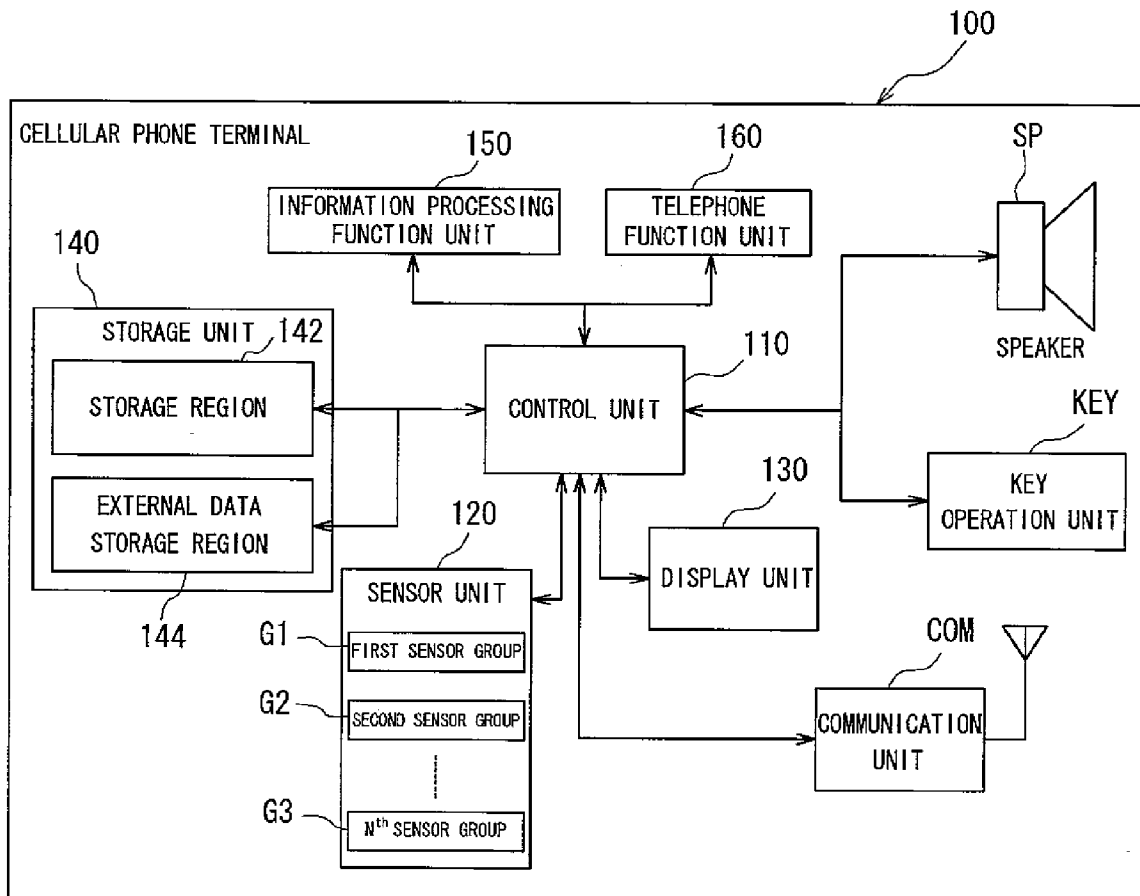 100
CELLULAR PHONE TERMINAL
150
160
SP
INFORMATION PROCESSING
FUNCTION UNIT
TELEPHONE
FUNCTION UNIT
140
STORAGE UNIT
142
110
SPEAKER
STORAGE REGION
CONTROL UNIT
KEY
EXTERNAL DATA
STORAGE REGION
120
130
KEY
OPERATION UNIT
144
SENSOR UNIT
DISPLAY UNIT
G1
FIRST SENSOR GROUP
COM
G2
SECOND SENSOR GROUP
COMMUNICATION
UNIT
G3
Nth SENSOR GROUP